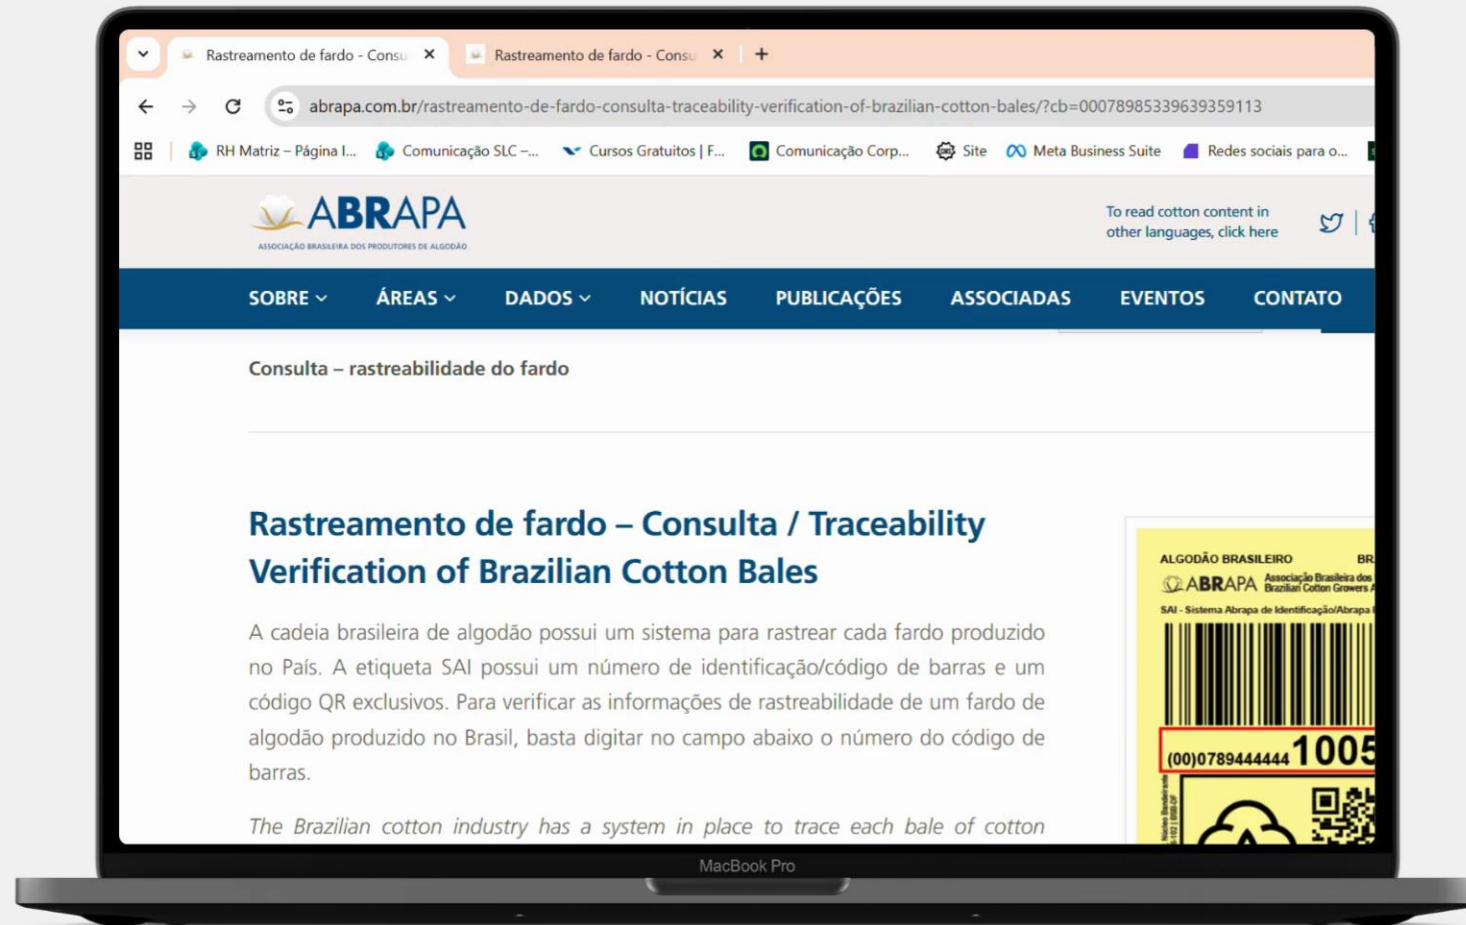 Rastreamento de fardo - Consu
Rastreamento de fardo - Consu
abrapa.com.br/rastreamento-de-fardo-consulta-traceability-verification-of-brazilian-cotton-bales/?cb=00078985339639359113
RH Matriz – Página I...
Comunicação SLC –...
Cursos Gratuitos | F...
Comunicação Corp...
Site
Meta Business Suite
Redes sociais para o...
ABRAPA
ASSOCIAÇÃO BRASILEIRA DOS PRODUTORES DE ALGODÃO
To read cotton content in
other languages, click here
SOBRE
ÁREAS
DADOS
NOTÍCIAS
PUBLICAÇÕES
ASSOCIADAS
EVENTOS
CONTATO
Consulta – rastreabilidade do fardo
Rastreamento de fardo – Consulta / Traceability
Verification of Brazilian Cotton Bales
A cadeia brasileira de algodão possui um sistema para rastrear cada fardo produzido
no País. A etiqueta SAI possui um número de identificação/código de barras e um
código QR exclusivos. Para verificar as informações de rastreabilidade de um fardo de
algodão produzido no Brasil, basta digitar no campo abaixo o número do código de
barras.
The Brazilian cotton industry has a system in place to trace each bale of cotton
ALGODÃO BRASILEIRO BR
ABRAPA
Associação Brasileira dos
Brazilian Cotton Growers A
SAI - Sistema Abrapa de Identificação/Abrapa
(00)0789444444 1005
MacBook Pro